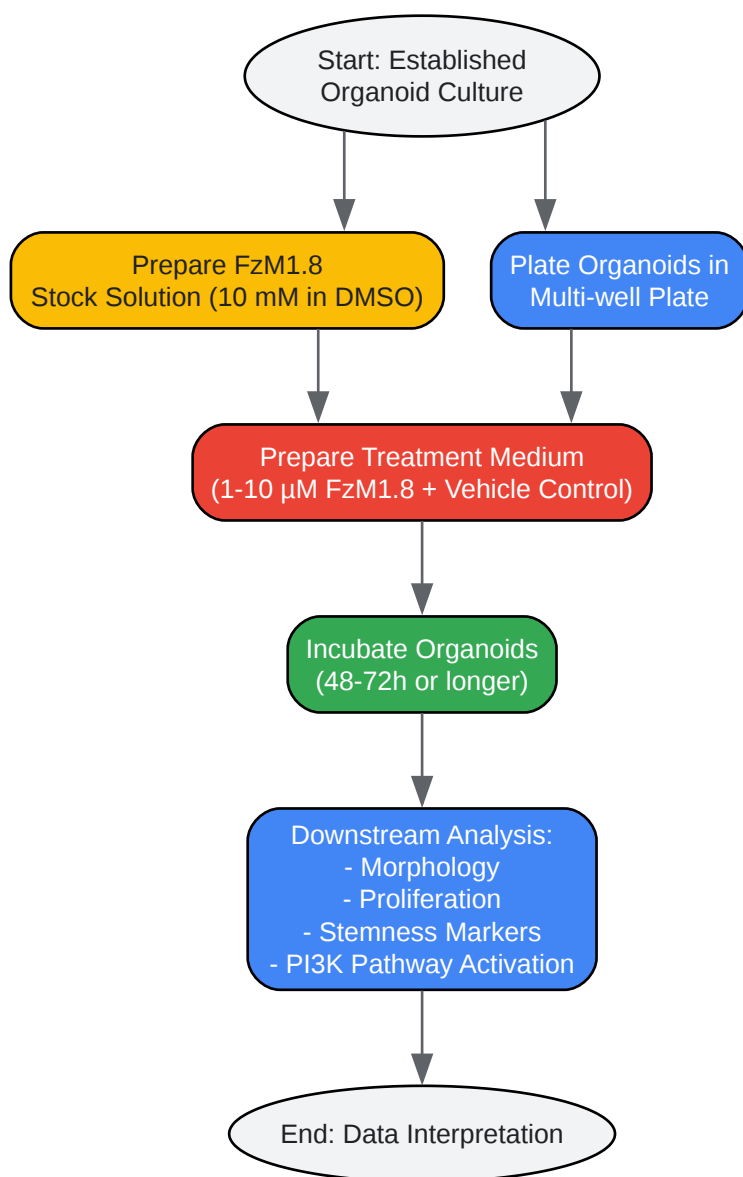 Start: Established
Organoid Culture
Prepare FzM1.8
Stock Solution (10 mM in DMSO)
Plate Organoids in
Multi-well Plate
Prepare Treatment Medium
(1-10 µM FzM1.8 + Vehicle Control)
Incubate Organoids
(48-72h or longer)
Downstream Analysis:
- Morphology
- Proliferation
- Stemness Markers
- PI3K Pathway Activation
End: Data Interpretation